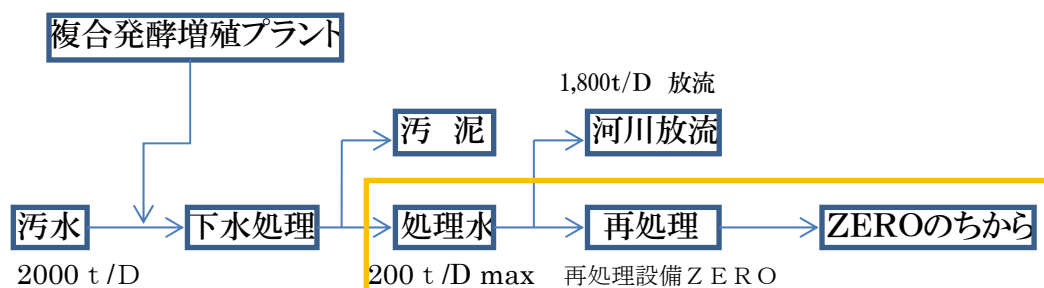 複合発酵増殖プラント
1,800t/D 放流
汚 泥
河川放流
汚水
下水処理
処理水
再処理
ZEROのちから
2000 t /D
200 t /D max
再処理設備ＺＥＲＯ